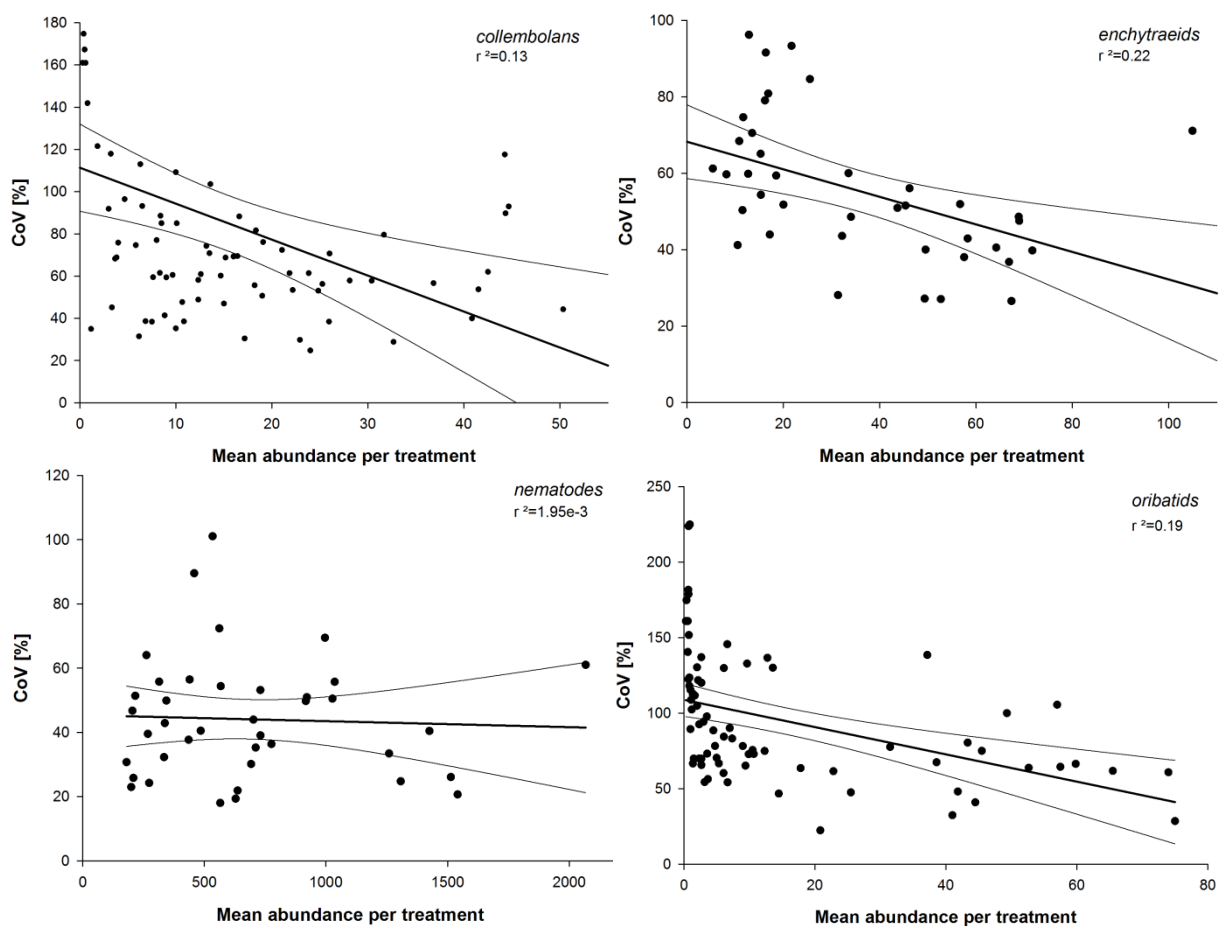 collembolans
r ²=0.13
180
160
140
120
100
80
60
40
20
0
CoV [%]
0 10 20 30 40 50
Mean abundance per treatment
enchytraeids
r ²=0.22
100
80
60
40
20
0
CoV [%]
0 20 40 60 80 100
Mean abundance per treatment
nematodes
r ²=1.95e-3
120
100
80
60
40
20
0
CoV [%]
0 500 1000 1500 2000
Mean abundance per treatment
oribatids
r ²=0.19
250
200
150
100
50
0
CoV [%]
0 20 40 60 80
Mean abundance per treatment